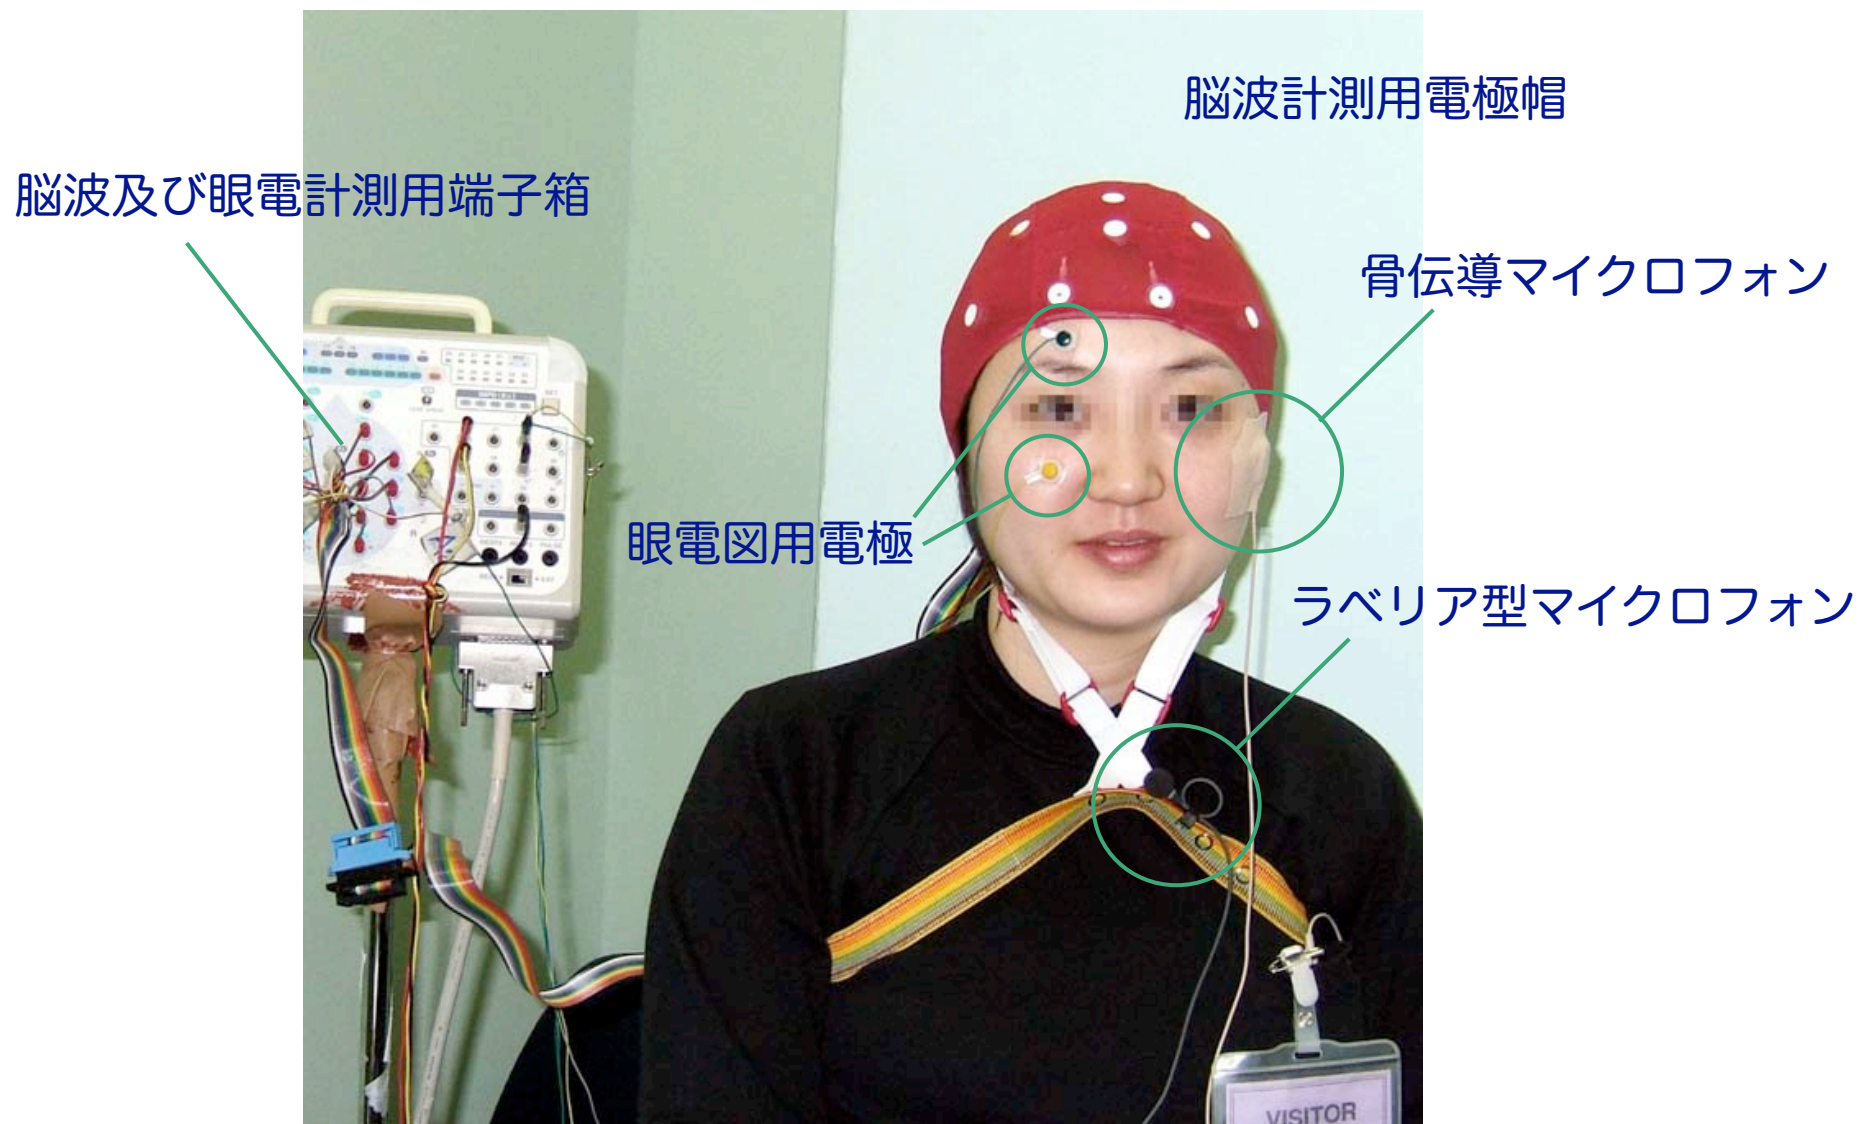 脳波計測用電極帽
脳波及び眼電計測用端子箱
骨伝導マイクロフォン
眼電図用電極
ラベリア型マイクロフォン
VISITOR